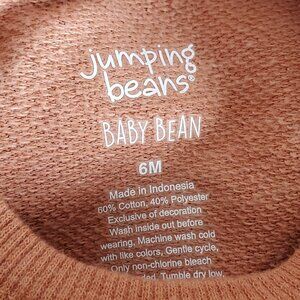 jumping
beans®
BABY BEAN
6M
Made in Indonesia
60% Cotton, 40% Polyester
Exclusive of decoration
Wash inside out before
wearing, Machine wash cold
with like colors, Gentle cycle,
Only non-chlorine bleach
Tumble dry low,